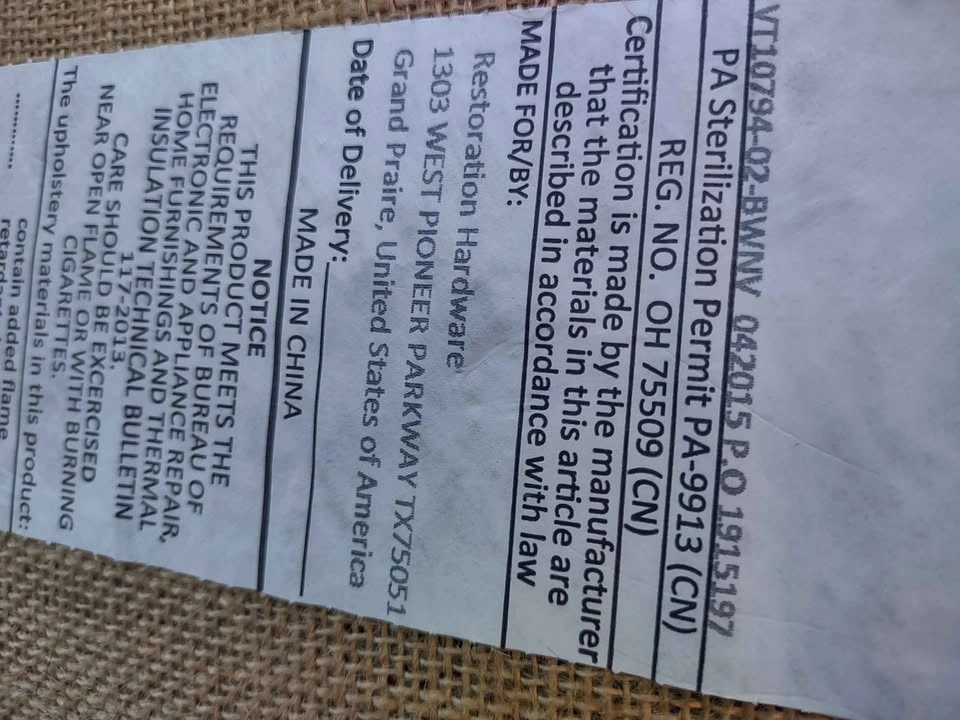 VT10794-02-BWNV 042015 P.O 1915197
PA Sterilization Permit PA-9913 (CN)
REG. NO. OH 75509 (CN)
Certification is made by the manufacturer
that the materials in this article are
described in accordance with law
MADE FOR/BY:
Restoration Hardware
1303 WEST PIONEER PARKWAY TX75051
Grand Praire, United States of America
Date of Delivery:
MADE IN CHINA
NOTICE
THIS PRODUCT MEETS THE
REQUIREMENTS OF BUREAU OF
ELECTRONIC AND APPLIANCE REPAIR,
HOME FURNISHINGS AND THERMAL
INSULATION TECHNICAL BULLETIN
117-2013.
CARE SHOULD BE EXCERCISED
NEAR OPEN FLAME OR WITH BURNING
CIGARETTES.
The upholstery materials in this product:
............ contain added flame